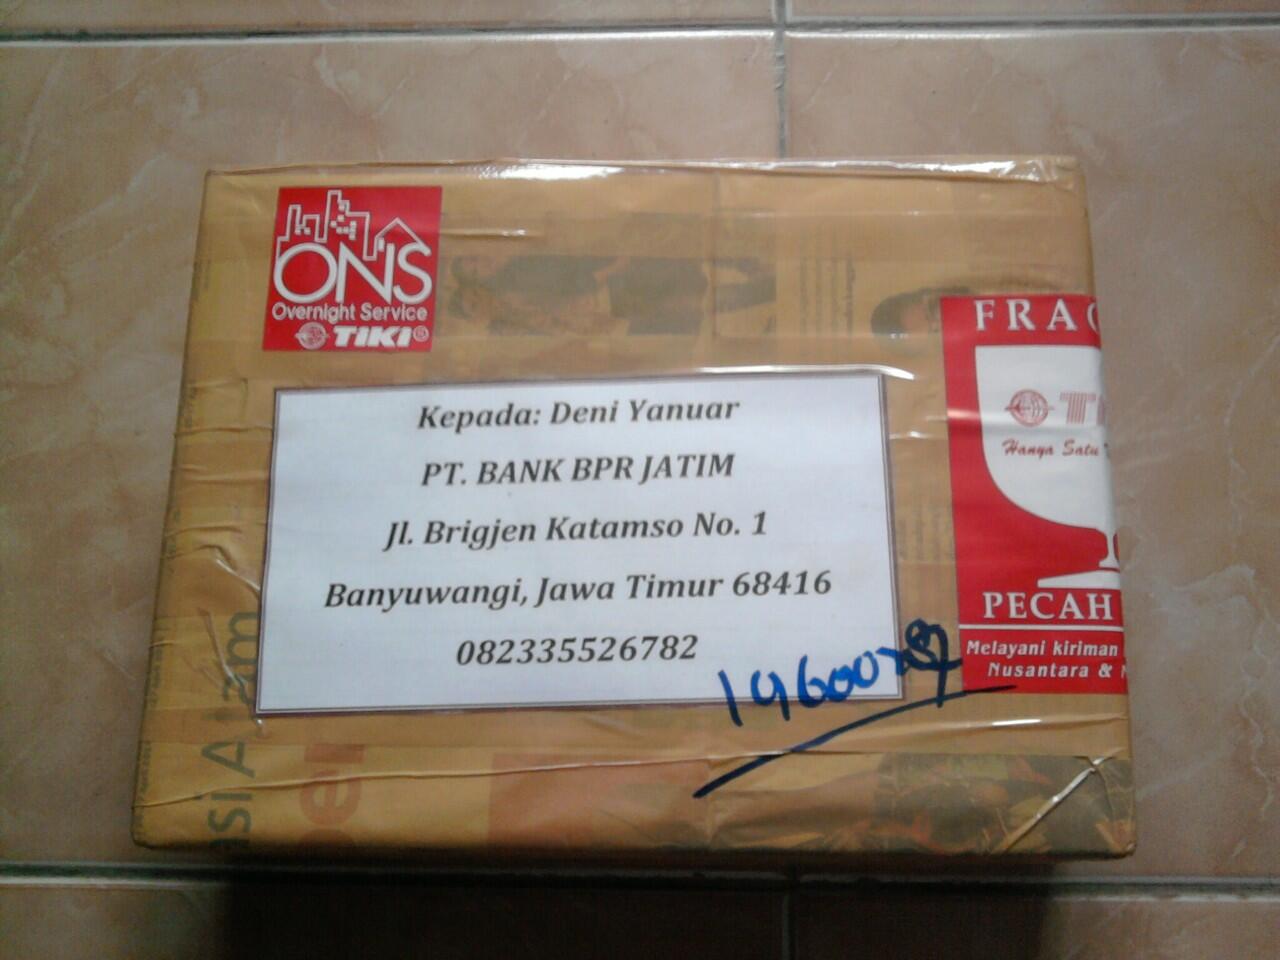 ONS
Overnight Service
TIKI®
FRAG
Hanya Satu
Kepada: Deni Yanuar
PT. BANK BPR JATIM
Jl. Brigjen Katamso No. 1
Banyuwangi, Jawa Timur 68416
082335526782
PECAH
Melayani kiriman
Nusantara &